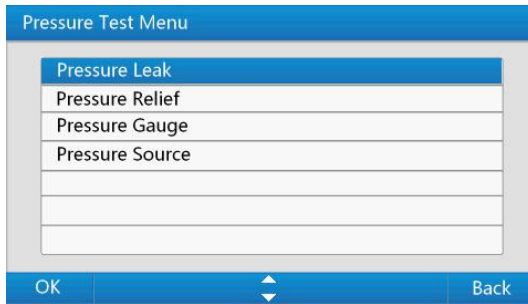 Pressure Test Menu
Pressure Leak
Pressure Relief
Pressure Gauge
Pressure Source
OK Back